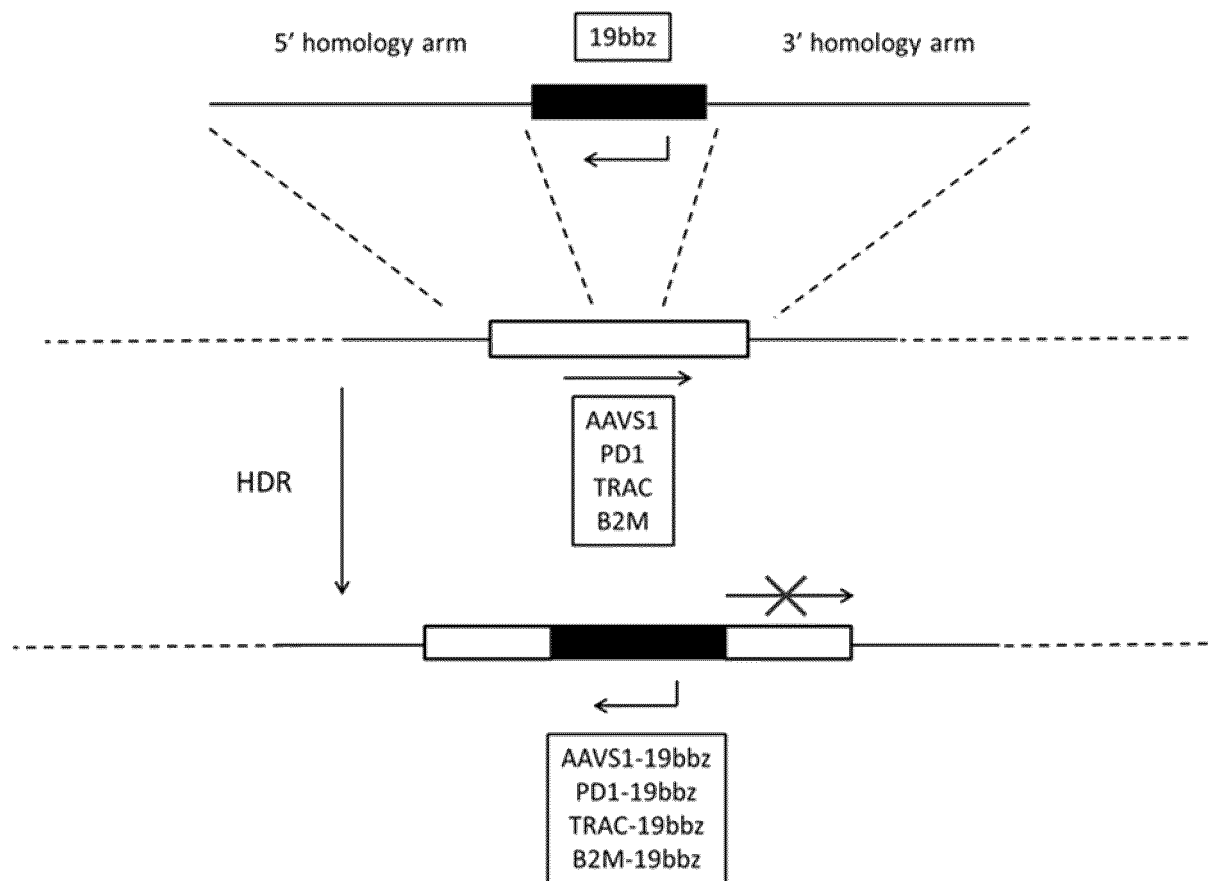 5' homology arm
19bbz
3' homology arm
AAVS1
PD1
TRAC
B2M
HDR
AAVS1-19bbz
PD1-19bbz
TRAC-19bbz
B2M-19bbz